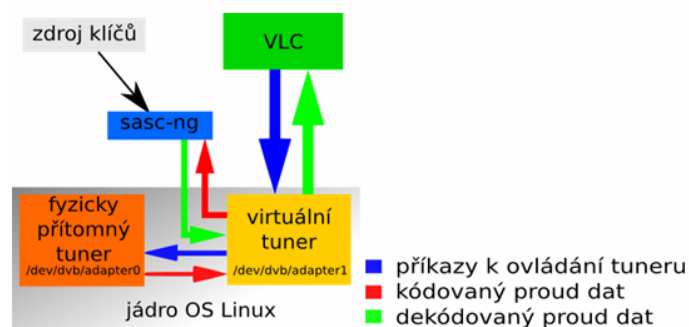 zdroj klíčů
VLC
sasc-ng
fyzicky
přítomný
tuner
/dev/dvb/adapter0
virtuální
tuner
/dev/dvb/adapter1
jádro OS Linux
příkazy k ovládání tuneru
kódovaný proud dat
dekódovaný proud dat